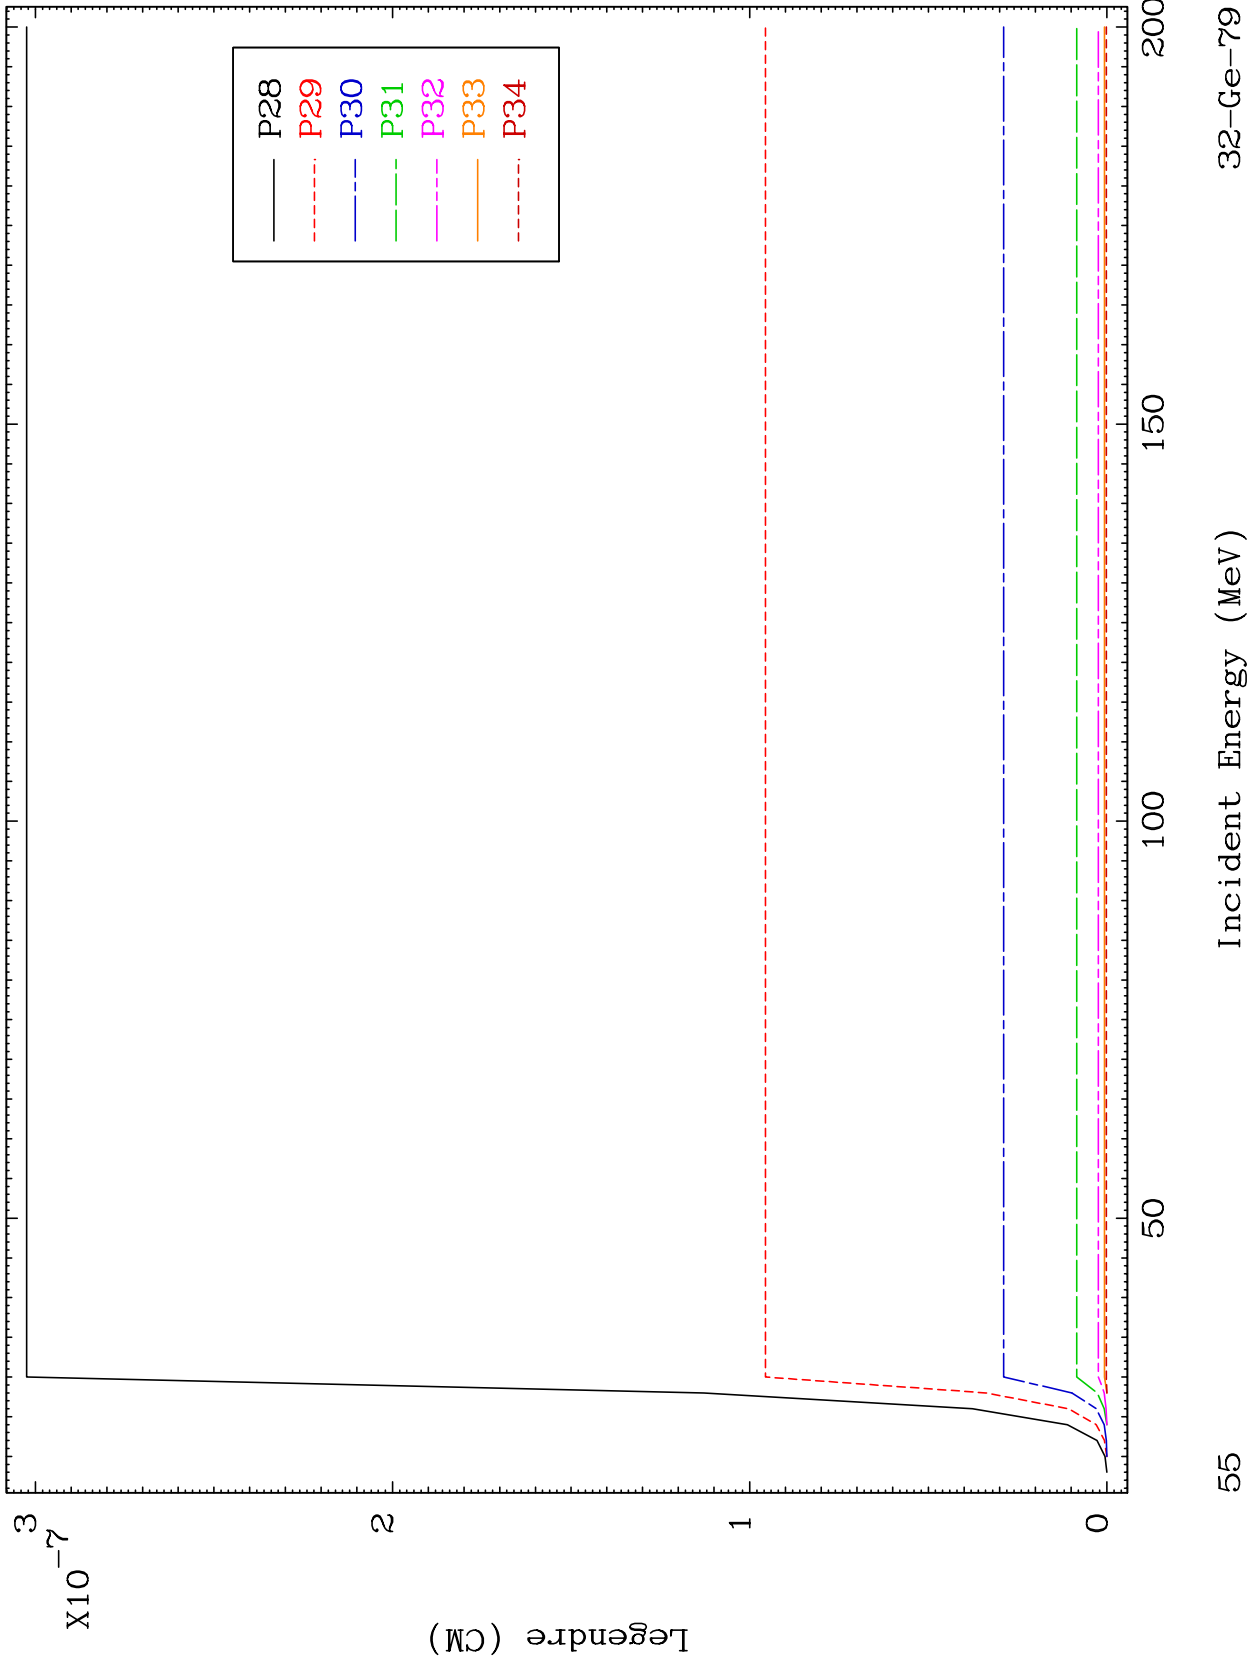 P28
P29
P30
P31
P32
P33
P34
3
2
1
0
X10^-7
Legendre (CM)
50
100
150
200
Incident Energy (MeV)
55
32-Ge-79